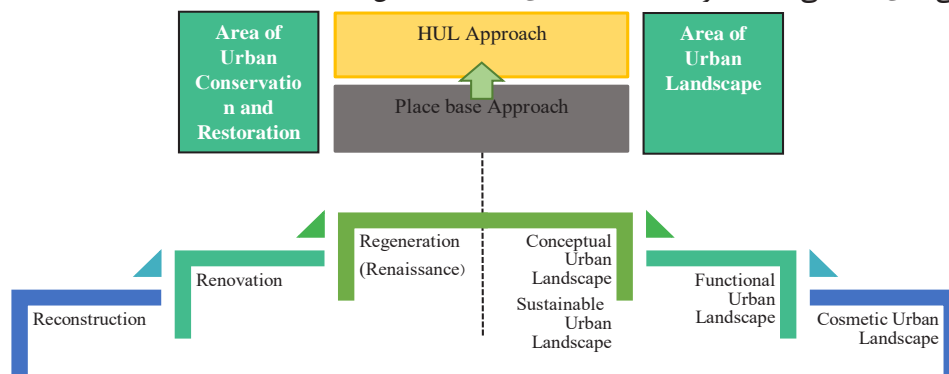 Area of
Urban
Conservatio
n and
Restoration
HUL Approach
Place base Approach
Area of
Urban
Landscape
Regeneration
(Renaissance)
Conceptual
Urban
Landscape
Sustainable
Urban
Landscape
Renovation
Functional
Urban
Landscape
Reconstruction
Cosmetic Urban
Landscape